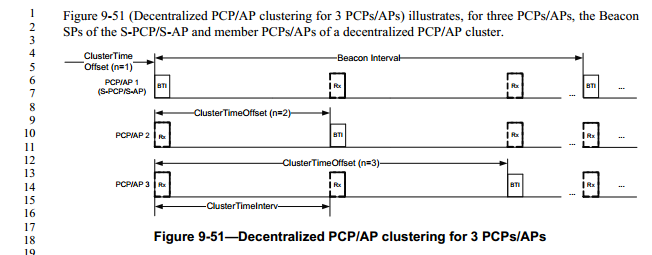 1 Figure 9-51 (Decentralized PCP/AP clustering for 3 PCPs/APs) illustrates, for three PCPs/APs, the Beacon
2 SPs of the S-PCP/S-AP and member PCPs/APs of a decentralized PCP/AP cluster.
3
4 ClusterTime Beacon Interval
5 Offset (n=1)
6 PCP/AP 1 BTI Rx Rx BTI
7 (S-PCP/S-AP) ... ...
8 ClusterTimeOffset (n=2)
9
10 PCP/AP 2 Rx BTI Rx Rx ...
11 ...
12 ClusterTimeOffset (n=3)
13
14 PCP/AP 3 Rx Rx BTI Rx ...
15 ...
16 ClusterTimeInterv
17
18 Figure 9-51—Decentralized PCP/AP clustering for 3 PCPs/APs
19